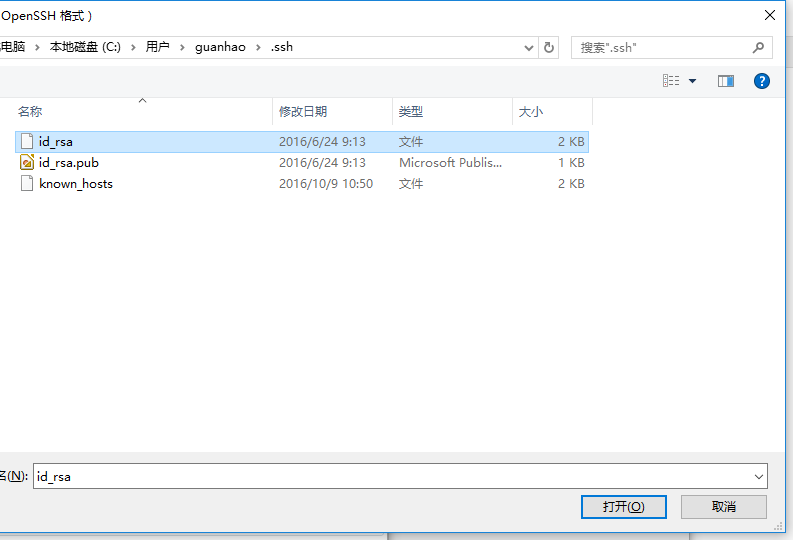 OpenSSH 格式 )
电脑 > 本地磁盘 (C:) > 用户 > guanhao > .ssh
搜索".ssh"
名称 修改日期 类型 大小
id_rsa 2016/6/24 9:13 文件 2 KB
id_rsa.pub 2016/6/24 9:13 Microsoft Publis... 1 KB
known_hosts 2016/10/9 10:50 文件 2 KB
名(N): id_rsa
打开(O) 取消